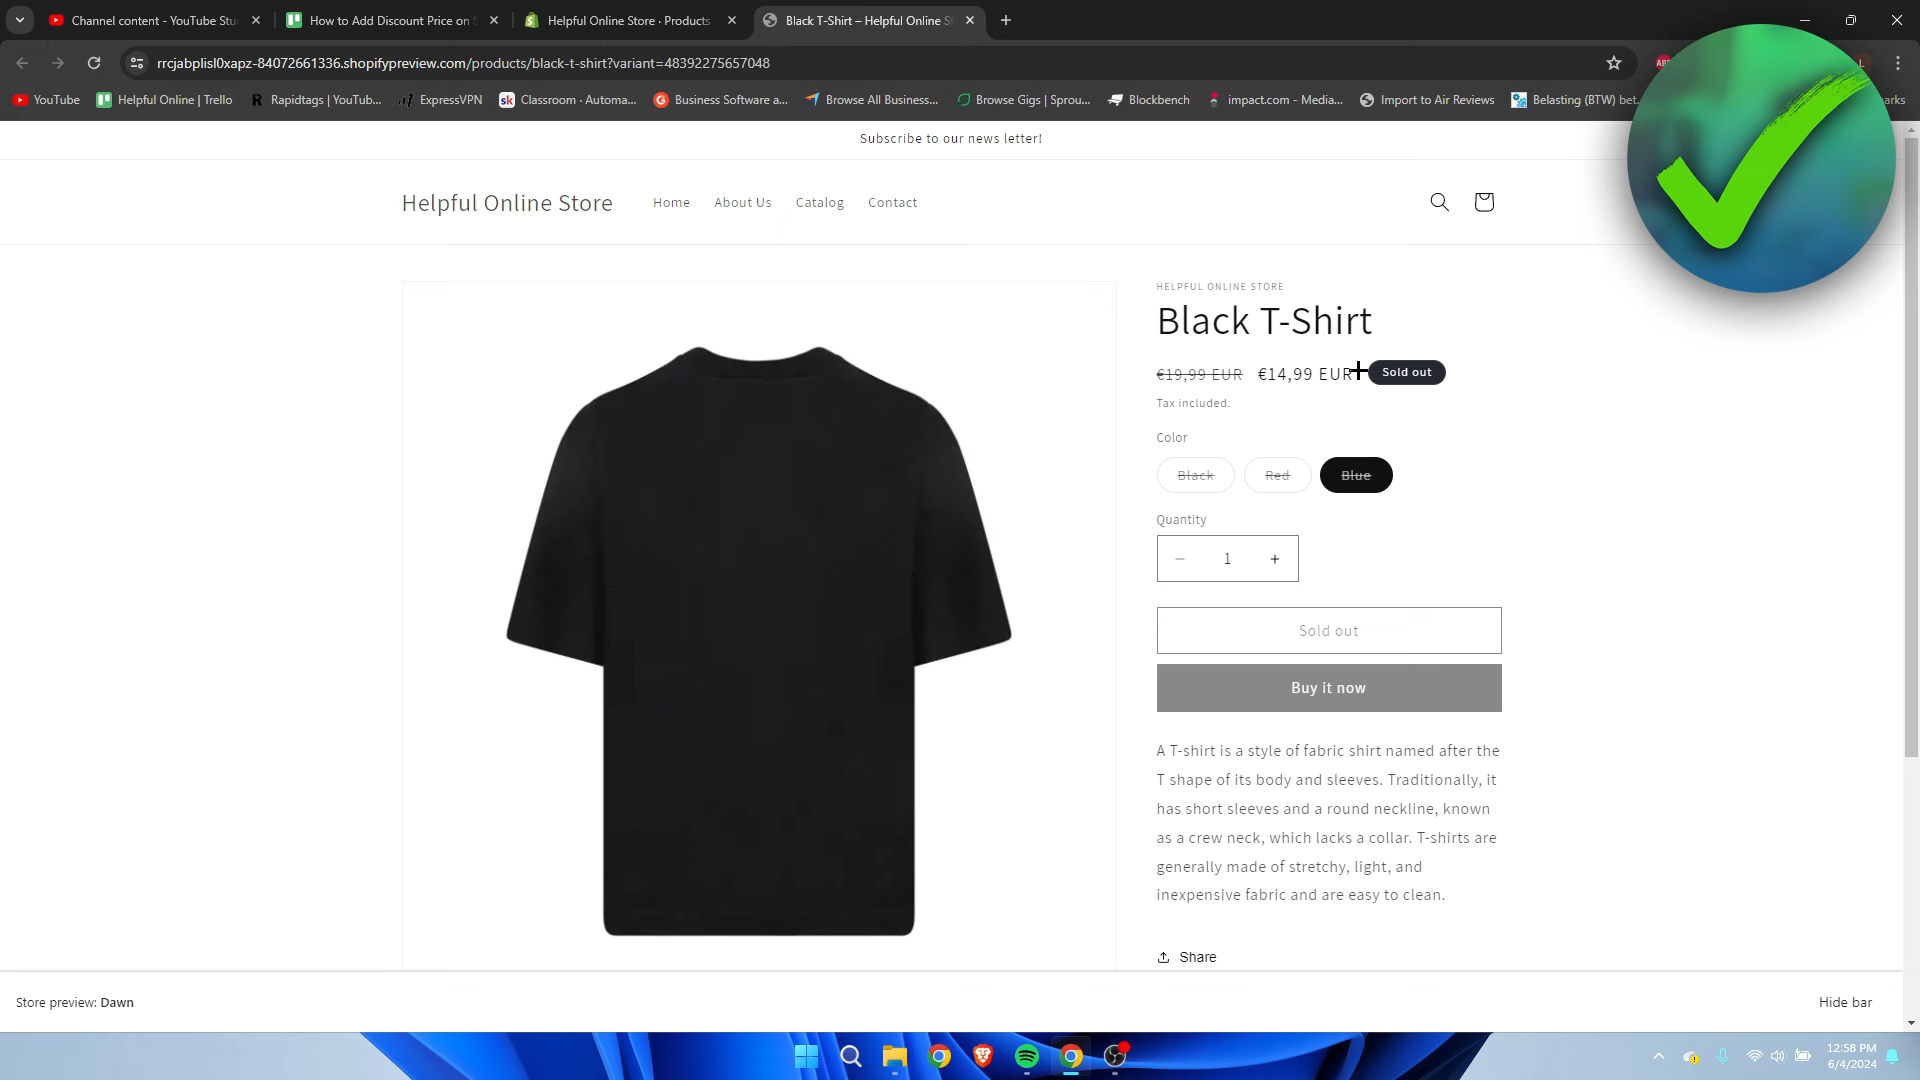 Channel content - YouTube Stu
How to Add Discount Price on S
Helpful Online Store · Products
Black T-Shirt – Helpful Online S
rrcjabplisl0xapz-84072661336.shopifypreview.com/products/black-t-shirt?variant=48392275657048
YouTube
Helpful Online | Trello
Rapidtags | YouTub...
ExpressVPN
Classroom · Automa...
Business Software a...
Browse All Business...
Browse Gigs | Sprou...
Blockbench
impact.com - Media...
Import to Air Reviews
Belasting (BTW) bet...
Subscribe to our news letter!
Helpful Online Store
Home
About Us
Catalog
Contact
HELPFUL ONLINE STORE
Black T-Shirt
€19,99 EUR €14,99 EUR Sold out
Tax included.
Color
Black Red Blue
Quantity
− 1 +
Sold out
Buy it now
A T-shirt is a style of fabric shirt named after the
T shape of its body and sleeves. Traditionally, it
has short sleeves and a round neckline, known
as a crew neck, which lacks a collar. T-shirts are
generally made of stretchy, light, and
inexpensive fabric and are easy to clean.
Share
Store preview: Dawn
Hide bar
12:58 PM
6/4/2024